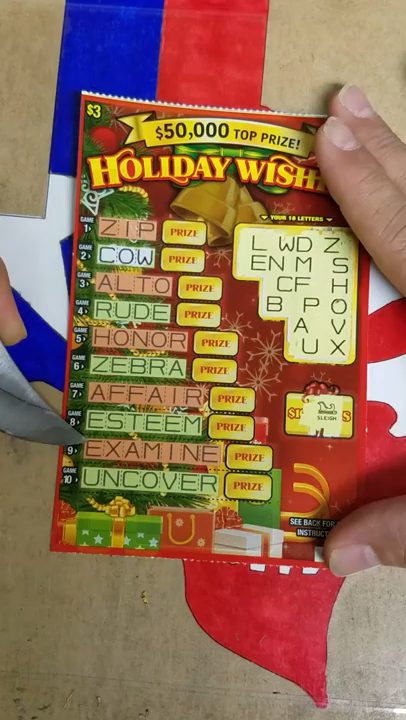 $3
$50,000 TOP PRIZE!
HOLIDAY WISH
YOUR 18 LETTERS
L W D Z
E N M S
C F H
B P O
A V
U X
GAME 1 ZIP PRIZE
GAME 2 COW PRIZE
GAME 3 ALTO PRIZE
GAME 4 RUDE PRIZE
GAME 5 HONOR PRIZE
GAME 6 ZEBRA PRIZE
GAME 7 AFFAIR PRIZE
GAME 8 ESTEEM PRIZE
GAME 9 EXAMINE PRIZE
GAME 10 UNCOVER PRIZE
SLEIGH
SEE BACK FOR
INSTRUCT